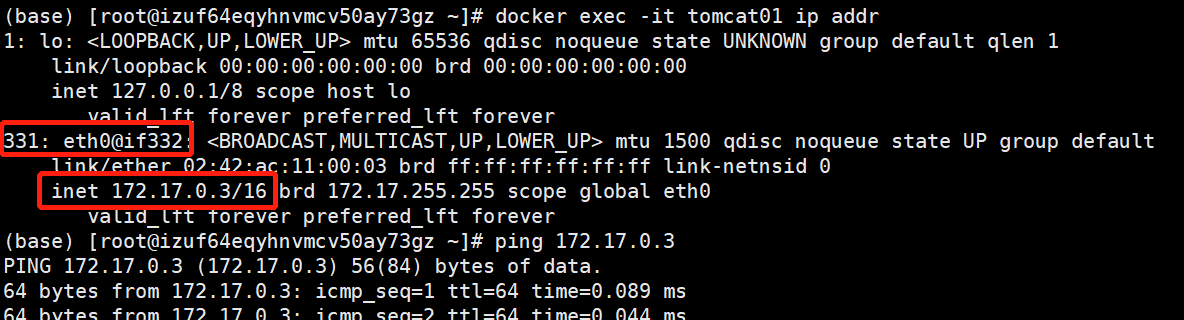 (base) [root@izuf64eqyhnvmcv50ay73gz ~]# docker exec -it tomcat01 ip addr
1: lo: <LOOPBACK,UP,LOWER_UP> mtu 65536 qdisc noqueue state UNKNOWN group default qlen 1
    link/loopback 00:00:00:00:00:00 brd 00:00:00:00:00:00
    inet 127.0.0.1/8 scope host lo
       valid_lft forever preferred_lft forever
331: eth0@if332: <BROADCAST,MULTICAST,UP,LOWER_UP> mtu 1500 qdisc noqueue state UP group default
    link/ether 02:42:ac:11:00:03 brd ff:ff:ff:ff:ff:ff link-netnsid 0
    inet 172.17.0.3/16 brd 172.17.255.255 scope global eth0
       valid_lft forever preferred_lft forever
(base) [root@izuf64eqyhnvmcv50ay73gz ~]# ping 172.17.0.3
PING 172.17.0.3 (172.17.0.3) 56(84) bytes of data.
64 bytes from 172.17.0.3: icmp_seq=1 ttl=64 time=0.089 ms
64 bytes from 172.17.0.3: icmp_seq=2 ttl=64 time=0.044 ms